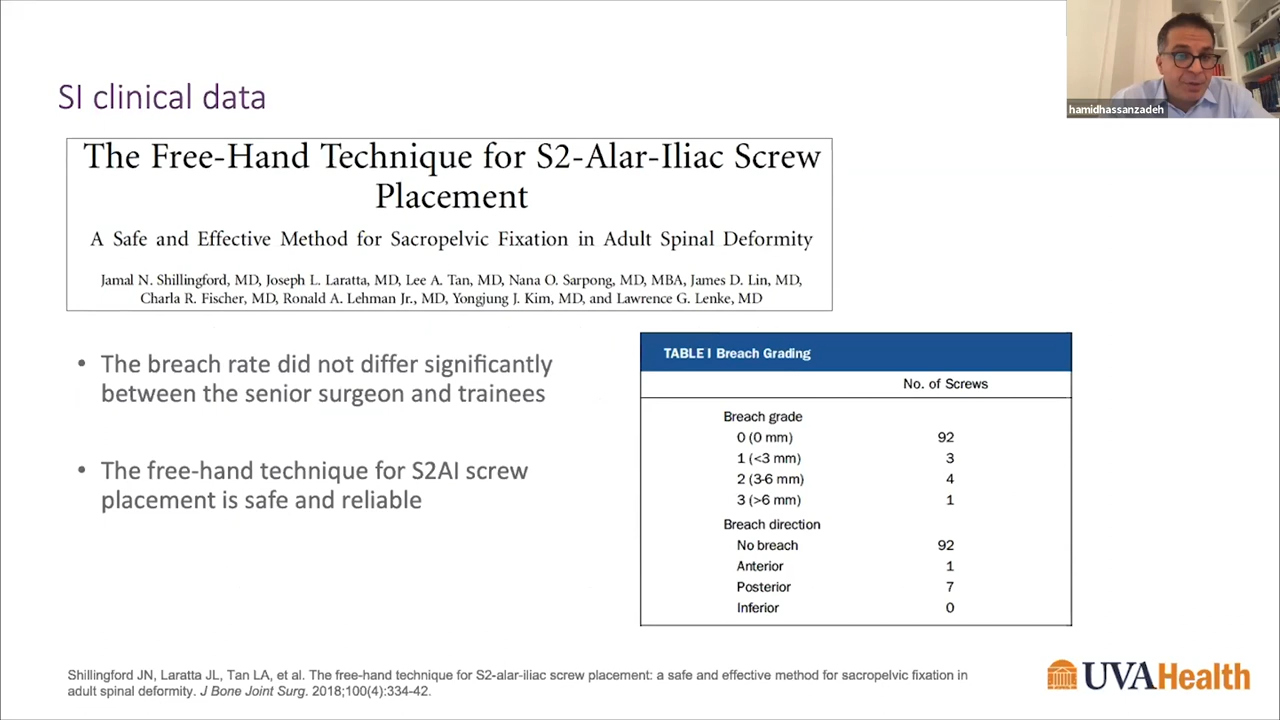 hamidhassanzadeh
SI clinical data
The Free-Hand Technique for S2-Alar-Iliac Screw
Placement
A Safe and Effective Method for Sacropelvic Fixation in Adult Spinal Deformity
Jamal N. Shillingford, MD, Joseph L. Laratta, MD, Lee A. Tan, MD, Nana O. Sarpong, MD, MBA, James D. Lin, MD,
Charla R. Fischer, MD, Ronald A. Lehman Jr., MD, Yongjung J. Kim, MD, and Lawrence G. Lenke, MD
• The breach rate did not differ significantly
between the senior surgeon and trainees
• The free-hand technique for S2AI screw
placement is safe and reliable
TABLE I Breach Grading
No. of Screws
Breach grade
0 (0 mm) 92
1 (<3 mm) 3
2 (3-6 mm) 4
3 (>6 mm) 1
Breach direction
No breach 92
Anterior 1
Posterior 7
Inferior 0
Shillingford JN, Laratta JL, Tan LA, et al. The free-hand technique for S2-alar-iliac screw placement: a safe and effective method for sacropelvic fixation in
adult spinal deformity. J Bone Joint Surg. 2018;100(4):334-42.
UVAHealth